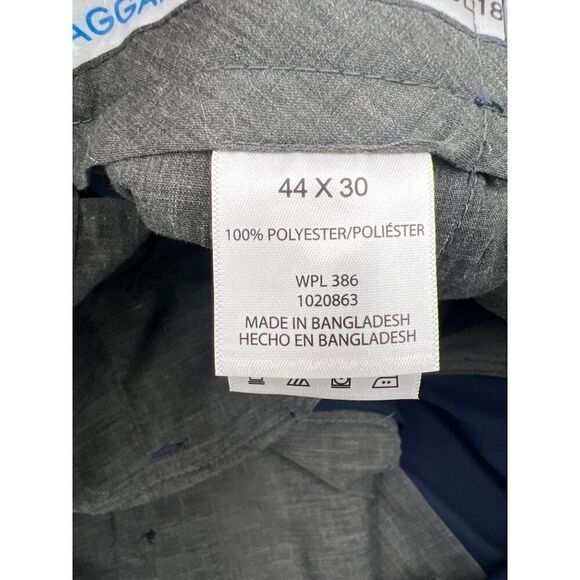 44 X 30
100% POLYESTER/POLIÉSTER
WPL 386
1020863
MADE IN BANGLADESH
HECHO EN BANGLADESH